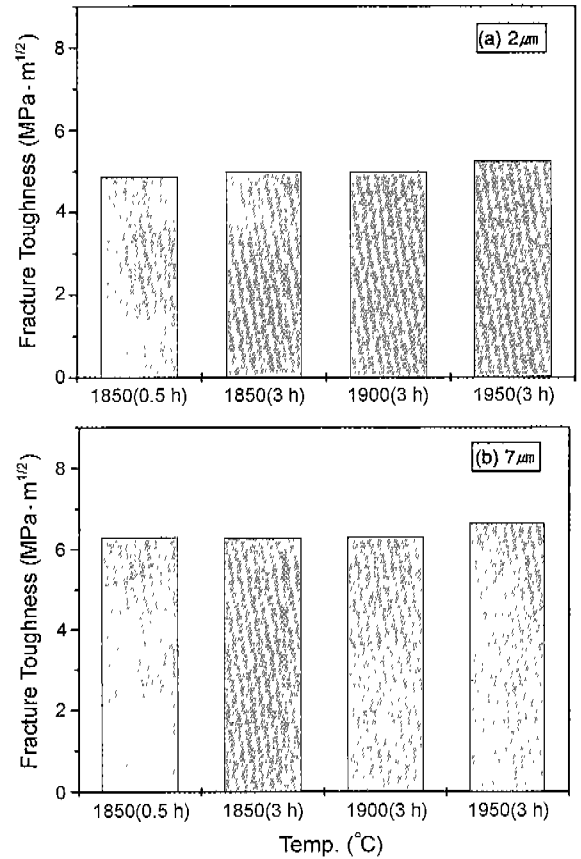 (a) 2㎛
Fracture Toughness (MPa·m^1/2)
8
6
4
2
0
1850(0.5 h) 1850(3 h) 1900(3 h) 1950(3 h)
(b) 7㎛
Fracture Toughness (MPa·m^1/2)
8
6
4
2
0
1850(0.5 h) 1850(3 h) 1900(3 h) 1950(3 h)
Temp. (°C)